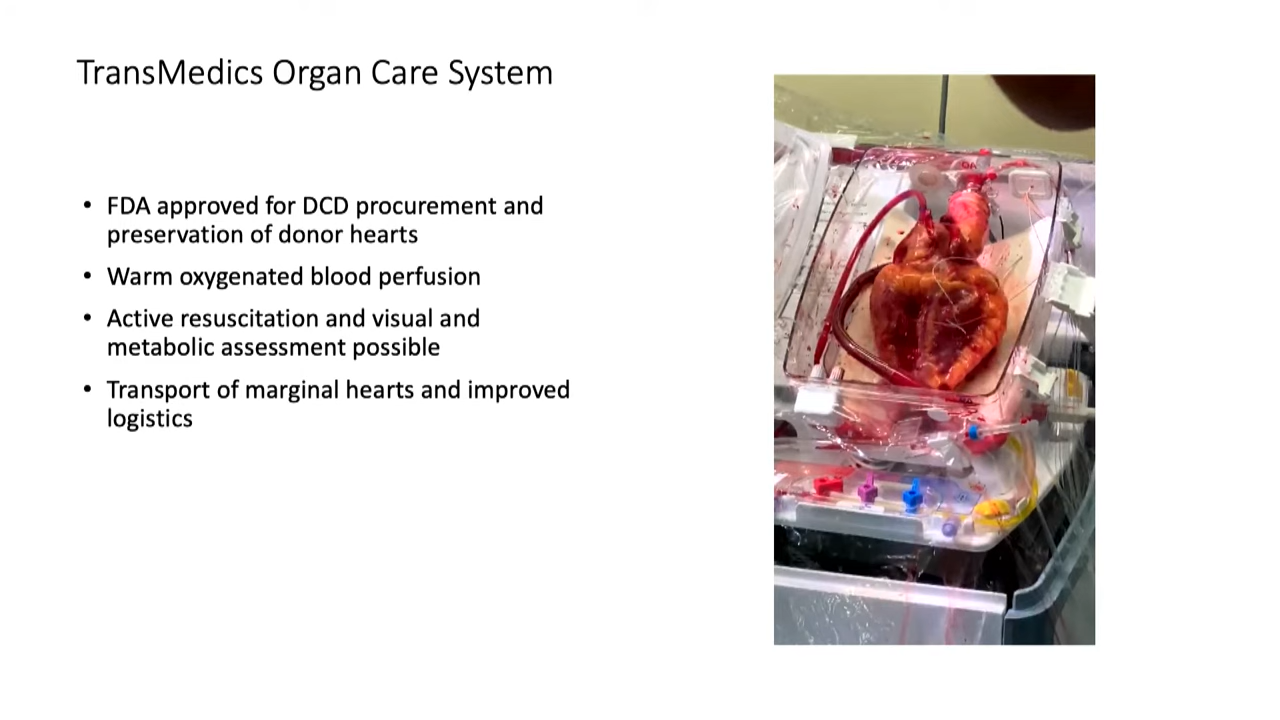 TransMedics Organ Care System
• FDA approved for DCD procurement and
preservation of donor hearts
• Warm oxygenated blood perfusion
• Active resuscitation and visual and
metabolic assessment possible
• Transport of marginal hearts and improved
logistics